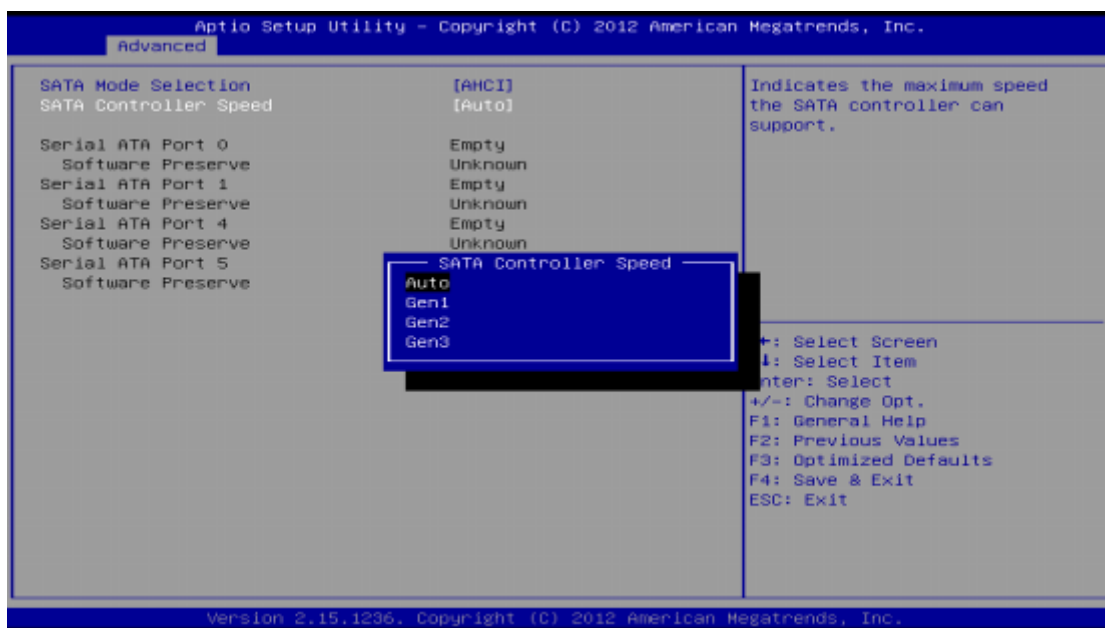 Aptio Setup Utility – Copyright (C) 2012 American Megatrends, Inc.
Advanced
SATA Mode Selection [AHCI]
SATA Controller Speed [Auto]
Serial ATA Port 0 Empty
Software Preserve Unknown
Serial ATA Port 1 Empty
Software Preserve Unknown
Serial ATA Port 4 Empty
Software Preserve Unknown
Serial ATA Port 5
Software Preserve
SATA Controller Speed
Auto
Gen1
Gen2
Gen3
Indicates the maximum speed
the SATA controller can
support.
: Select Screen
: Select Item
nter: Select
+/-: Change Opt.
F1: General Help
F2: Previous Values
F3: Optimized Defaults
F4: Save & Exit
ESC: Exit
Version 2.15.1236. Copyright (C) 2012 American Megatrends, Inc.